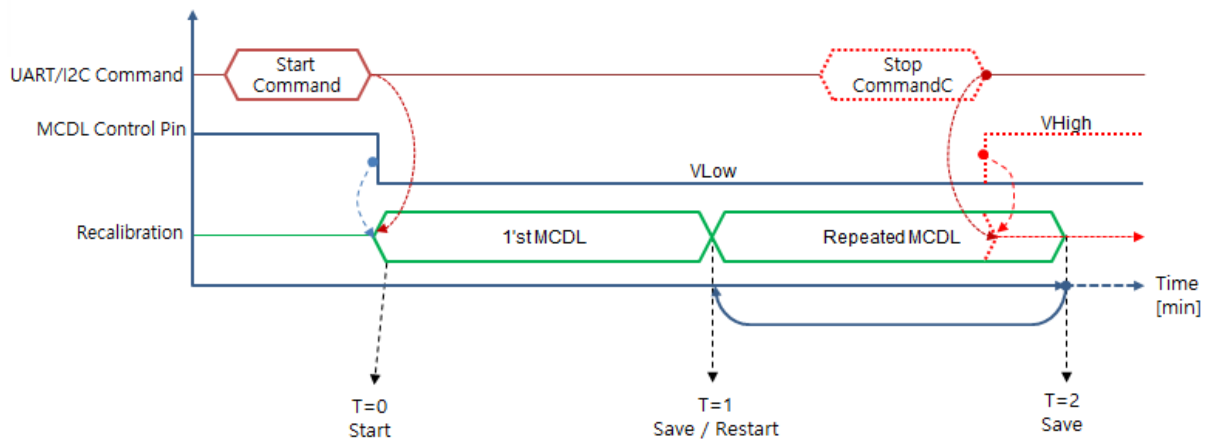 UART/I2C Command
Start
Command
Stop
CommandC
MCDL Control Pin
VHigh
VLow
Recalibration
1'st MCDL
Repeated MCDL
Time
[min]
T=0
Start
T=1
Save / Restart
T=2
Save